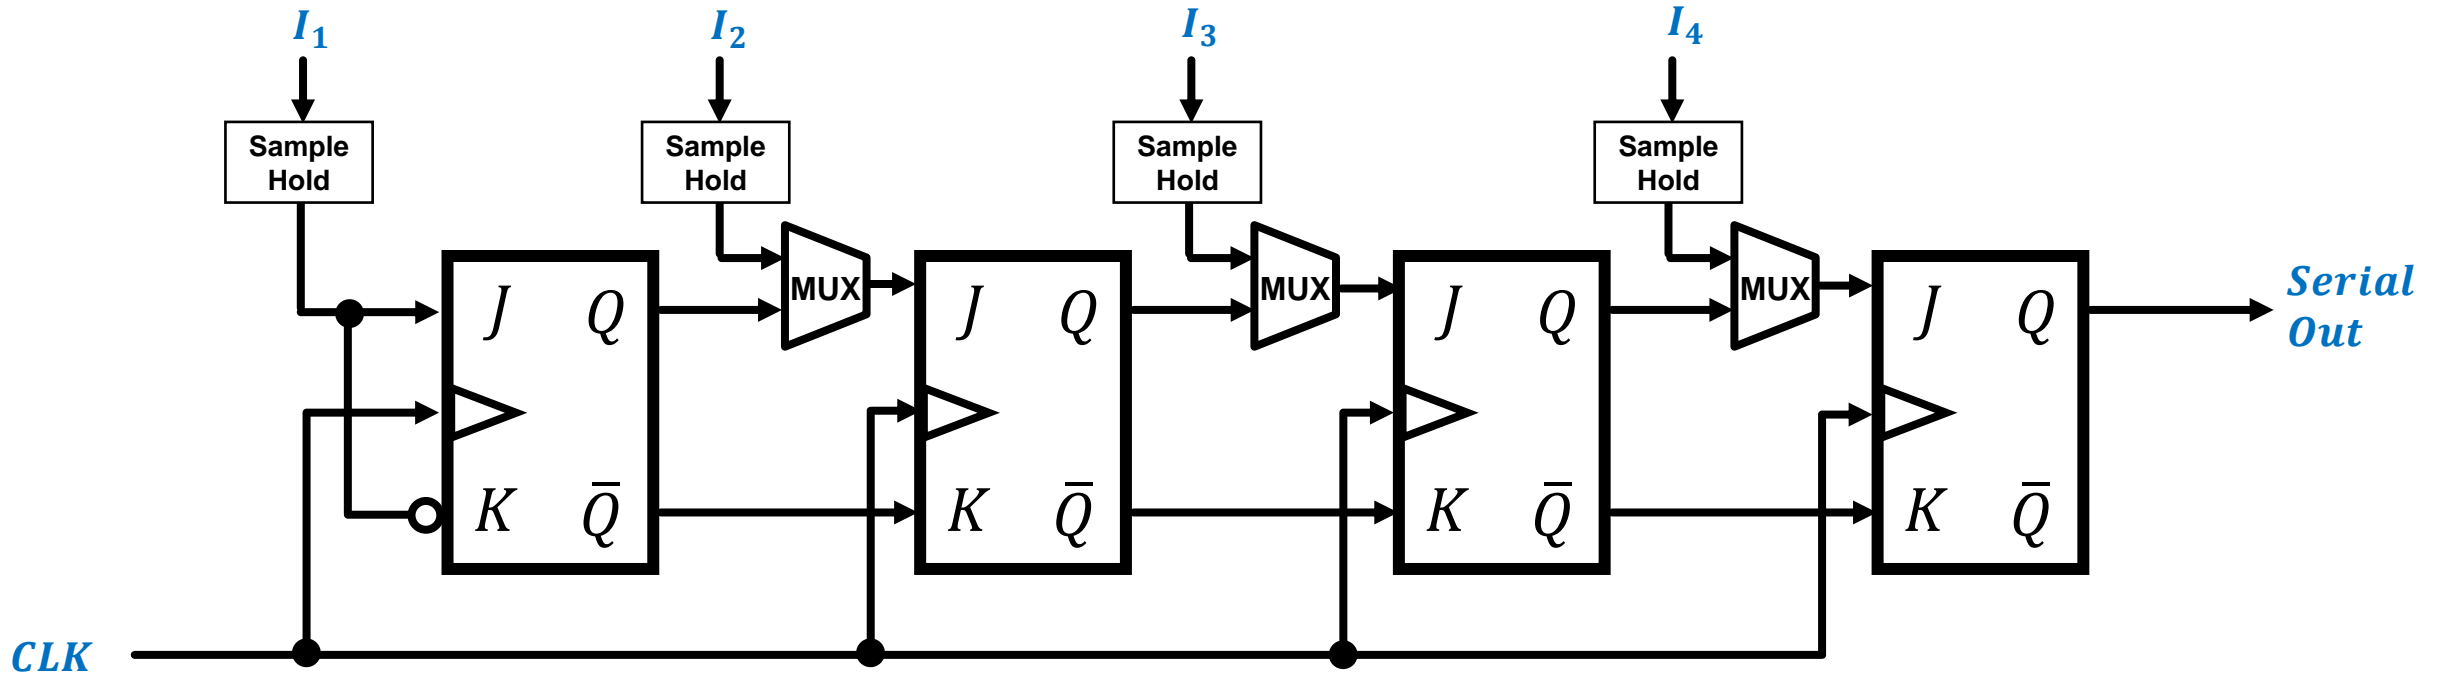 I1
I2
I3
I4
Sample
Hold
Sample
Hold
Sample
Hold
Sample
Hold
MUX
MUX
MUX
J Q
J Q
J Q
J Q
Serial
Out
K Q̅
K Q̅
K Q̅
K Q̅
CLK